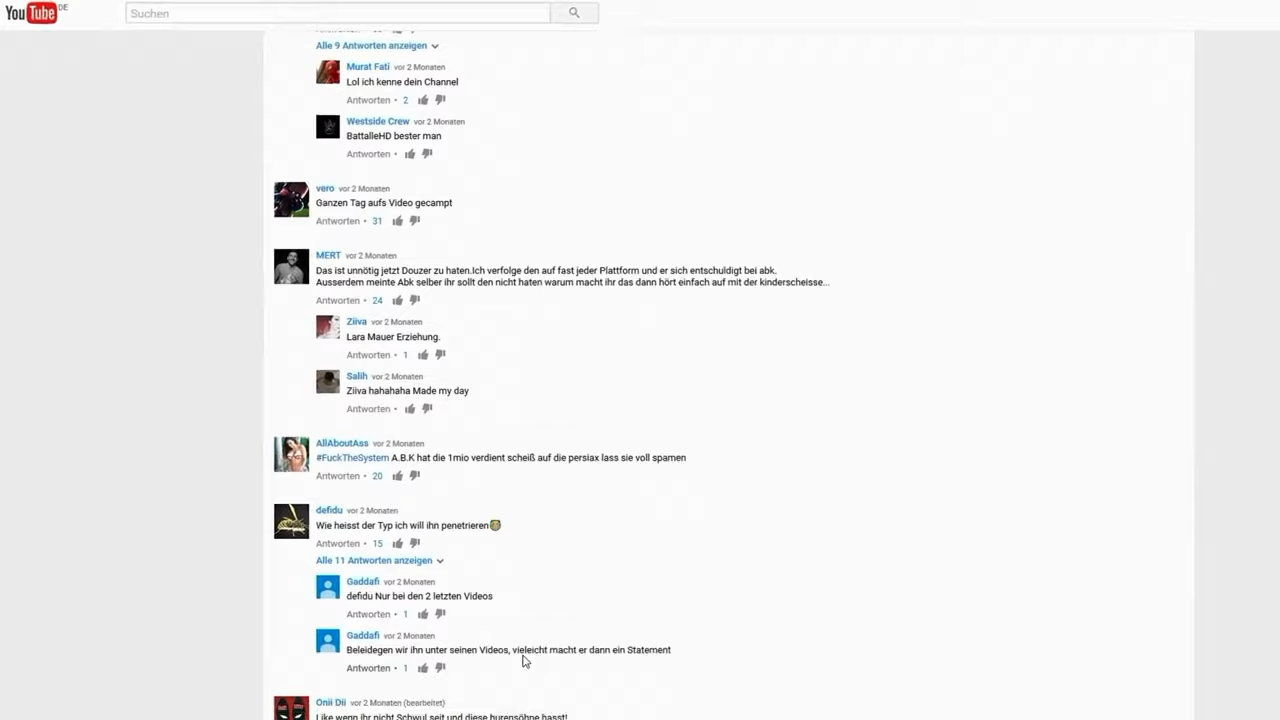 YouTube DE
Suchen
Alle 9 Antworten anzeigen
Murat Fati vor 2 Monaten
Lol ich kenne dein Channel
Antworten • 2
Westside Crew vor 2 Monaten
BattalleHD bester man
Antworten •
vero vor 2 Monaten
Ganzen Tag aufs Video gecampt
Antworten • 31
MERT vor 2 Monaten
Das ist unnötig jetzt Douzer zu haten.Ich verfolge den auf fast jeder Plattform und er sich entschuldigt bei abk.
Ausserdem meinte Abk selber ihr sollt den nicht haten warum macht ihr das dann hört einfach auf mit der kinderscheisse...
Antworten • 24
Ziiva vor 2 Monaten
Lara Mauer Erziehung.
Antworten • 1
Salih vor 2 Monaten
Ziiva hahahaha Made my day
Antworten •
AllAboutAss vor 2 Monaten
#FuckTheSystem A.B.K hat die 1mio verdient scheiß auf die persiax lass sie voll spamen
Antworten • 20
defidu vor 2 Monaten
Wie heisst der Typ ich will ihn penetrieren
Antworten • 15
Alle 11 Antworten anzeigen
Gaddafi vor 2 Monaten
defidu Nur bei den 2 letzten Videos
Antworten • 1
Gaddafi vor 2 Monaten
Beleidegen wir ihn unter seinen Videos, vieleicht macht er dann ein Statement
Antworten • 1
Onii Dii vor 2 Monaten (bearbeitet)
Like wenn ihr nicht Schwul seit und diese hurensöhne hasst!